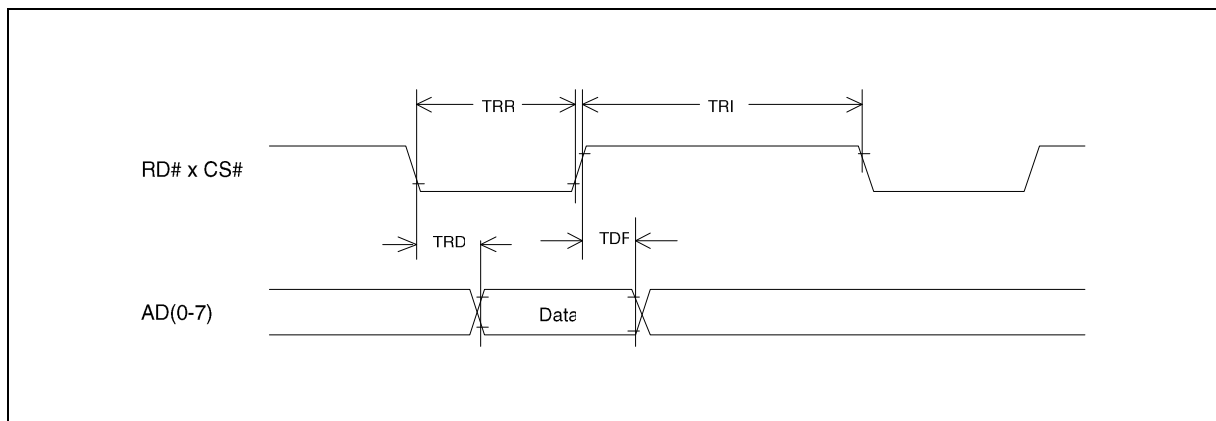 TRR
TRI
RD# x CS#
TRD
TDF
AD(0-7)
Data